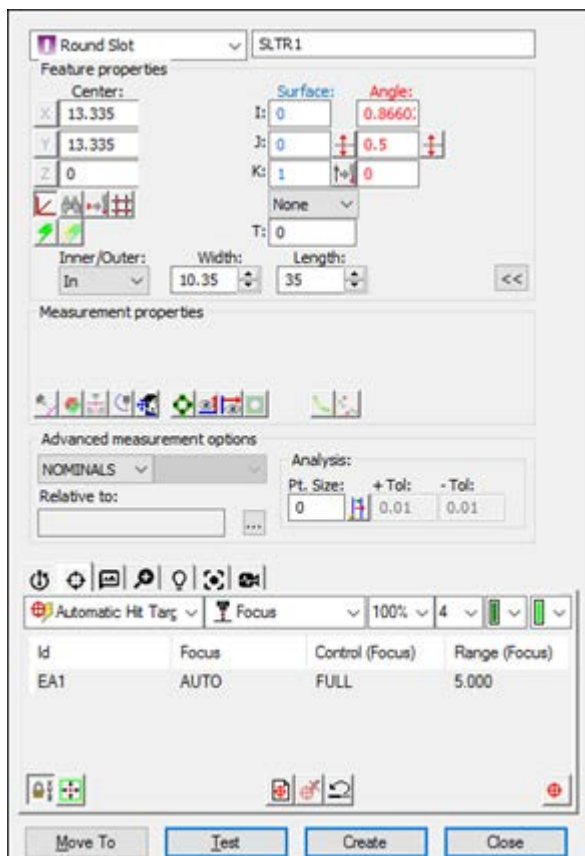 Round Slot SLTR1
Feature properties
Center: Surface: Angle:
X 13.335 I: 0 0.8660
Y 13.335 J: 0 0.5
Z 0 K: 1 0
None
T: 0
Inner/Outer: Width: Length:
In 10.35 35 <<
Measurement properties
Advanced measurement options
NOMINALS Analysis:
Pt. Size: + Tol: - Tol:
Relative to: 0 0.01 0.01
...
Automatic Hit Targ Focus 100% 4
Id Focus Control (Focus) Range (Focus)
EA1 AUTO FULL 5.000
Move To Test Create Close